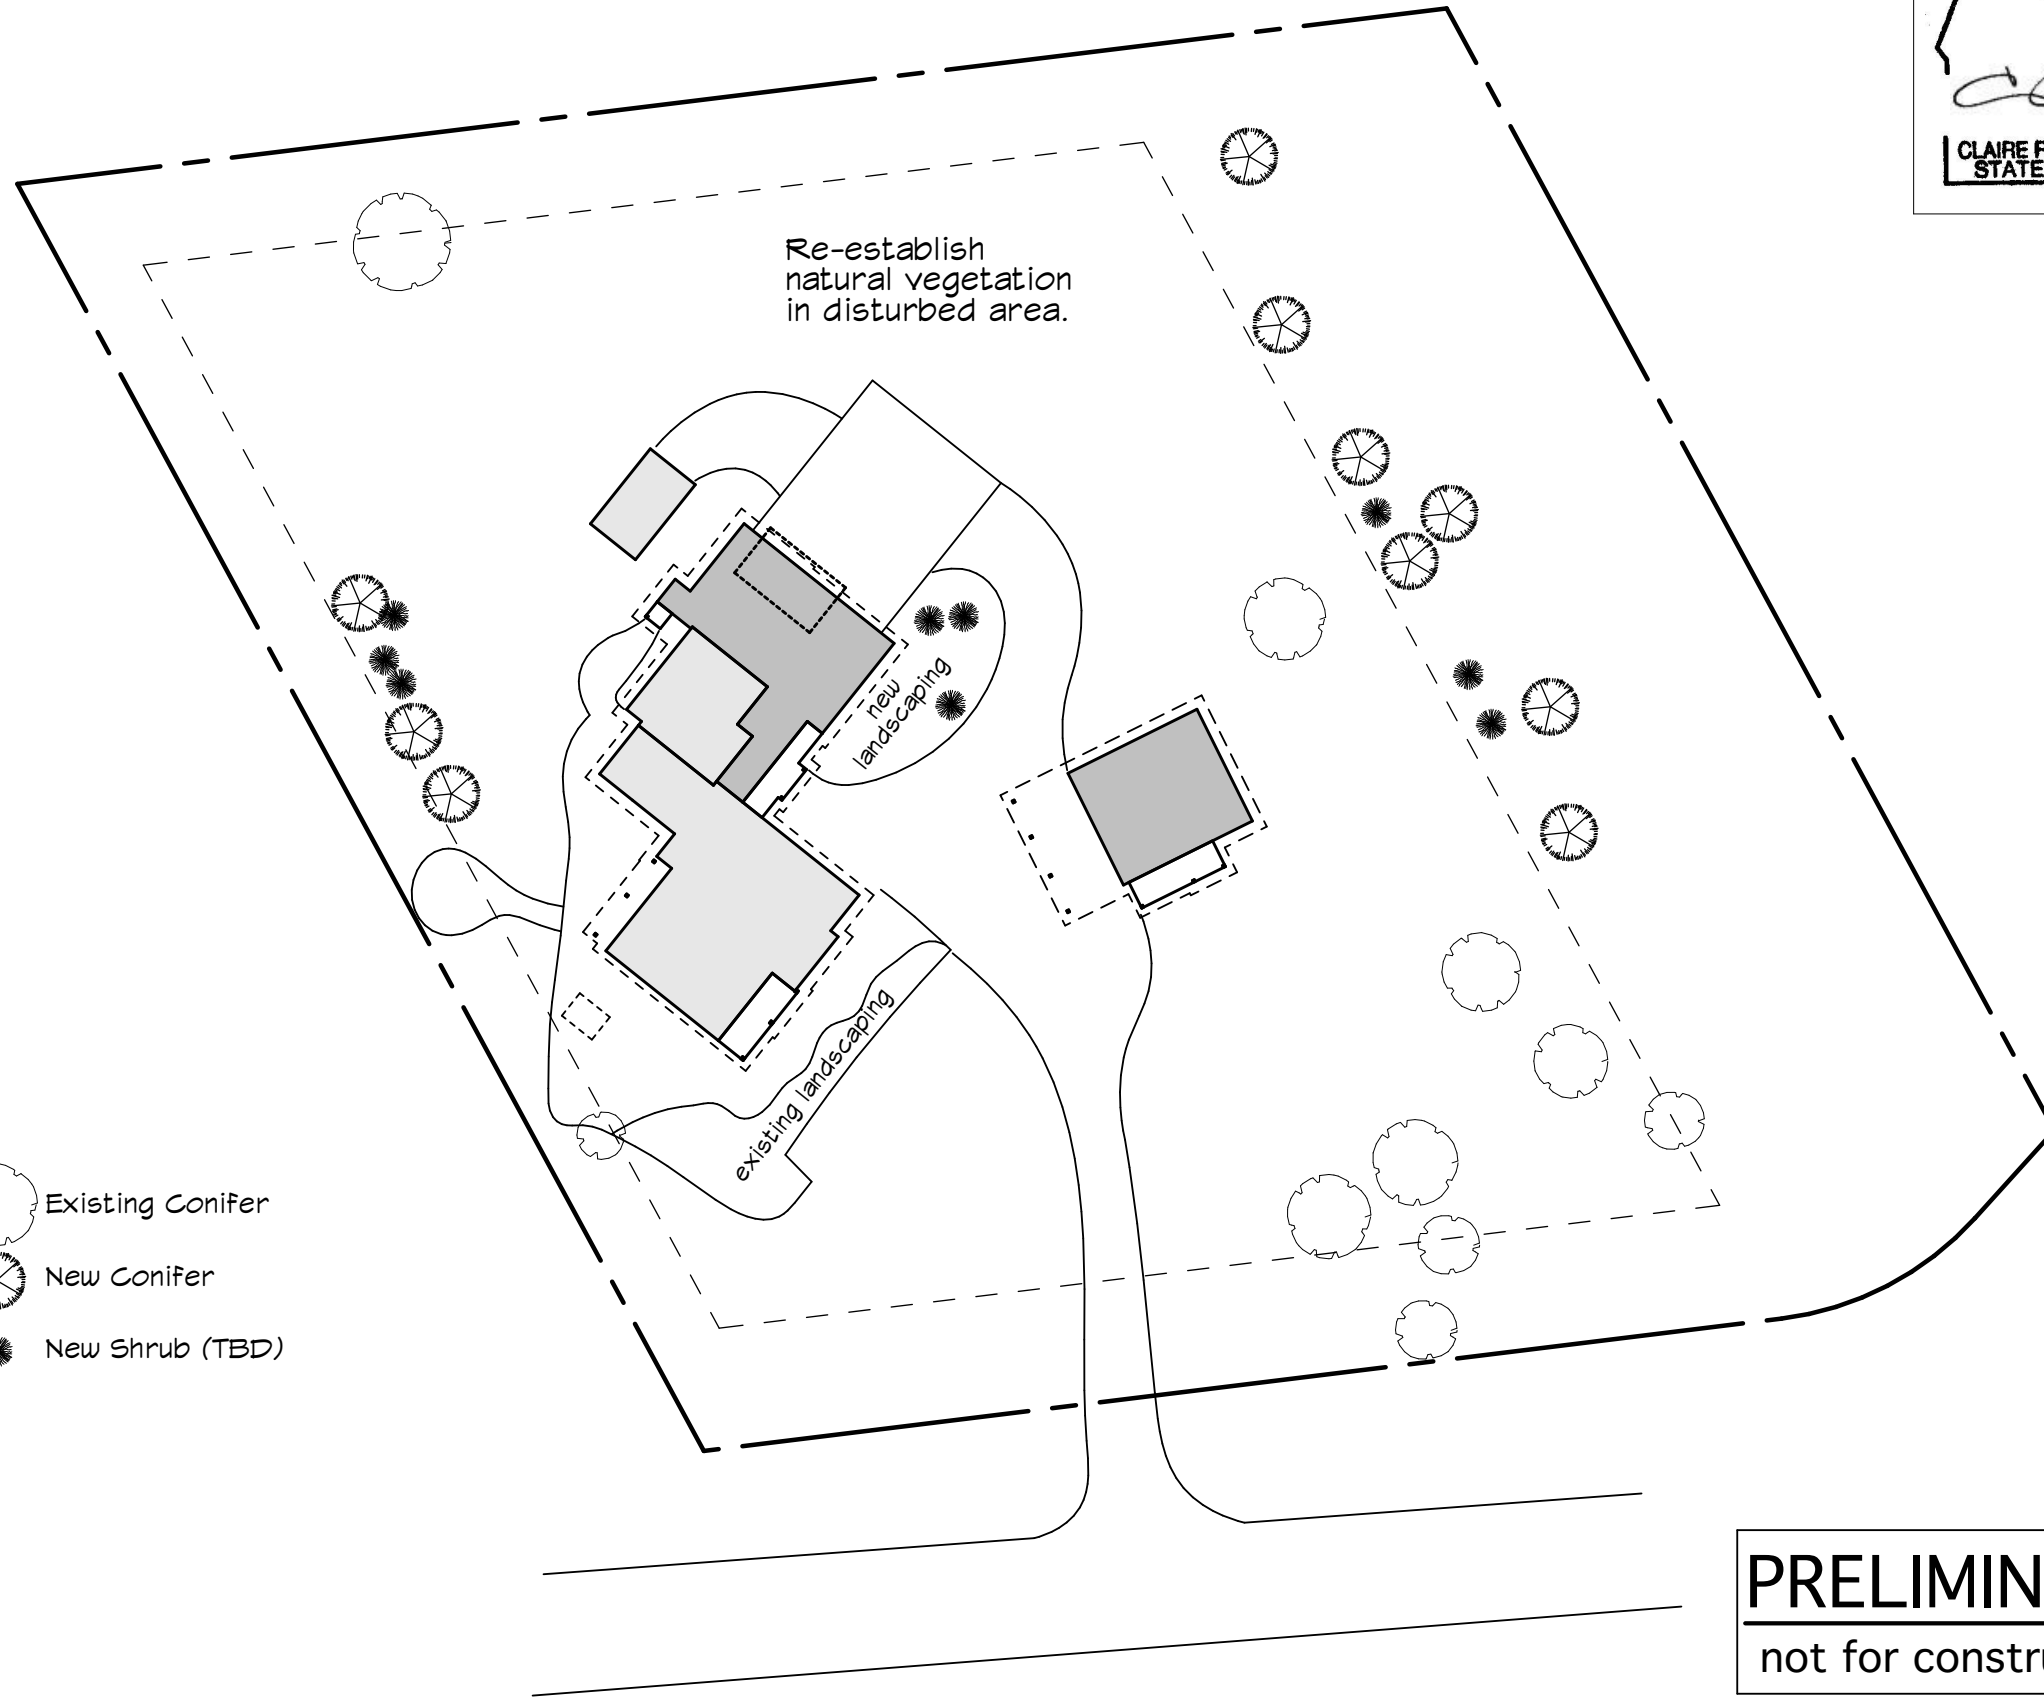 CLAIRE
STATE
Re-establish
natural vegetation
in disturbed area.
new
landscaping
existing landscaping
Existing Conifer
New Conifer
New Shrub (TBD)
PRELIMIN
not for constru